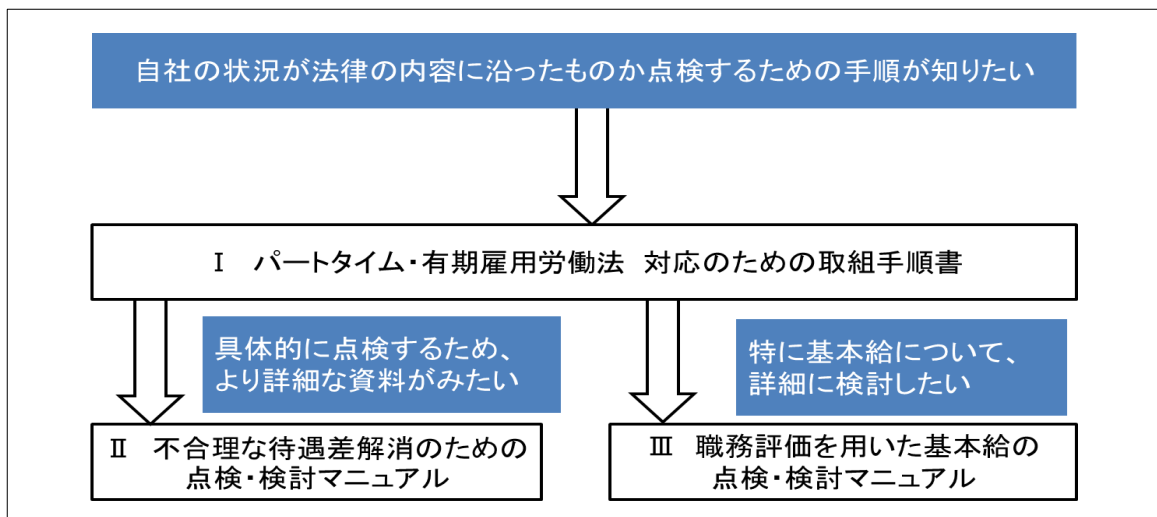 自社の状況が法律の内容に沿ったものか点検するための手順が知りたい
Ⅰ　パートタイム・有期雇用労働法　対応のための取組手順書
具体的に点検するため、
より詳細な資料がみたい
特に基本給について、
詳細に検討したい
Ⅱ　不合理な待遇差解消のための
点検・検討マニュアル
Ⅲ　職務評価を用いた基本給の
点検・検討マニュアル